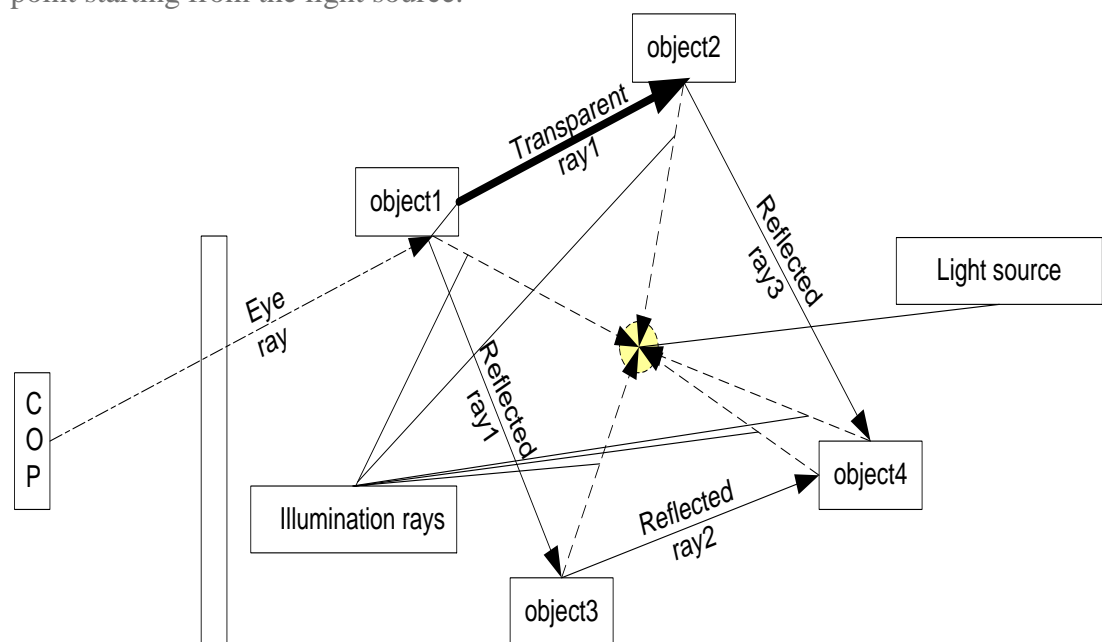 point starting from the light source.
object2
Transparent
ray1
object1
Reflected
ray3
Light source
Eye
ray
Reflected
ray1
C
O
P
object4
Illumination rays
Reflected
ray2
object3